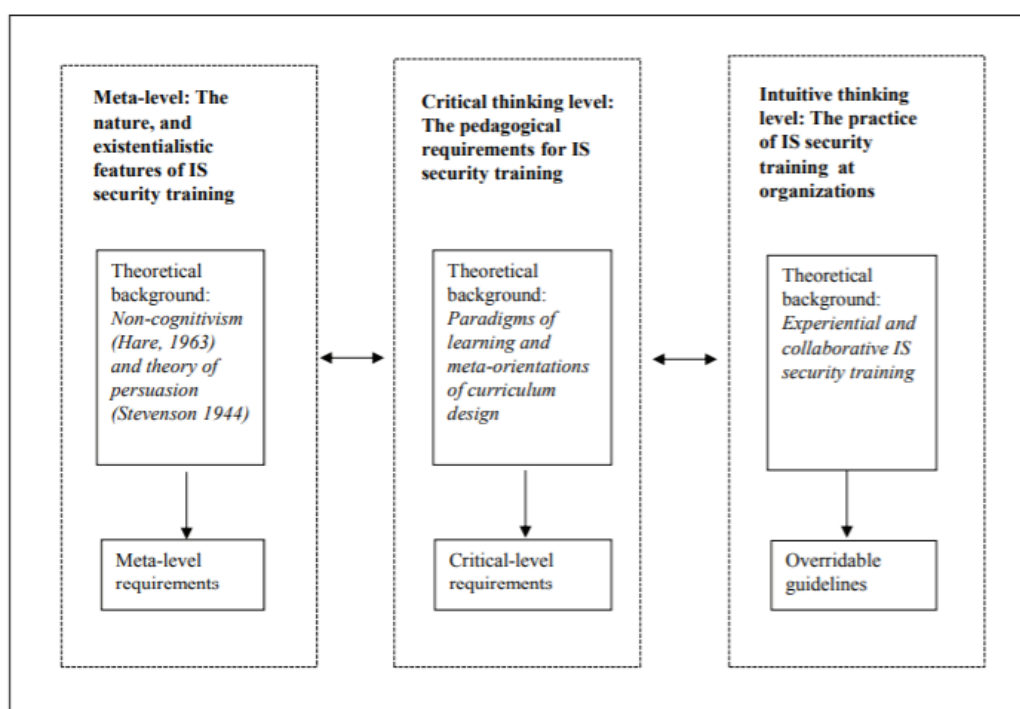 Meta-level: The
nature, and
existentialistic
features of IS
security training
Theoretical
background:
Non-cognitivism
(Hare, 1963)
and theory of
persuasion
(Stevenson 1944)
Meta-level
requirements
Critical thinking level:
The pedagogical
requirements for IS
security training
Theoretical
background:
Paradigms of
learning and
meta-orientations
of curriculum
design
Critical-level
requirements
Intuitive thinking
level: The practice
of IS security
training at
organizations
Theoretical
background:
Experiential and
collaborative IS
security training
Overridable
guidelines